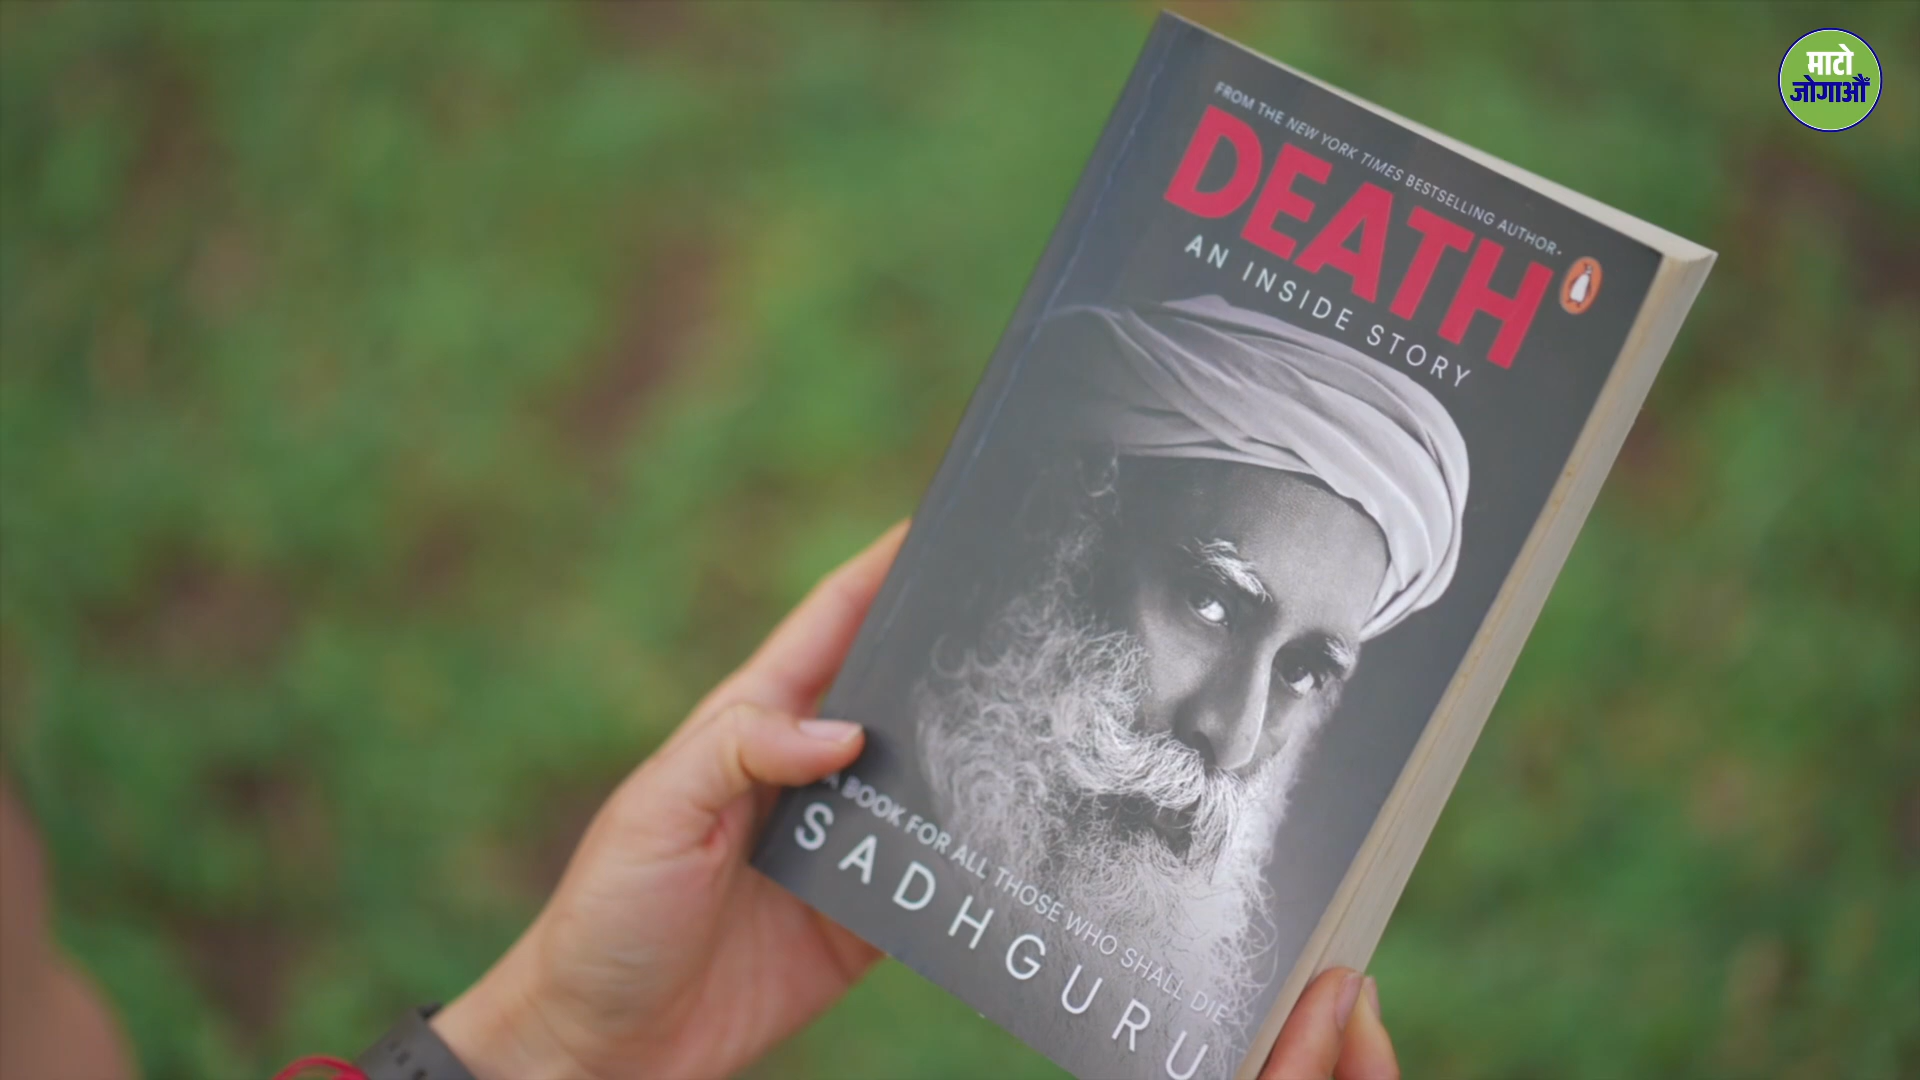 FROM THE NEW YORK TIMES BESTSELLING AUTHOR
DEATH
AN INSIDE STORY
A BOOK FOR ALL THOSE WHO SHALL DIE
SADHGURU
माटो
जोगाऔँ